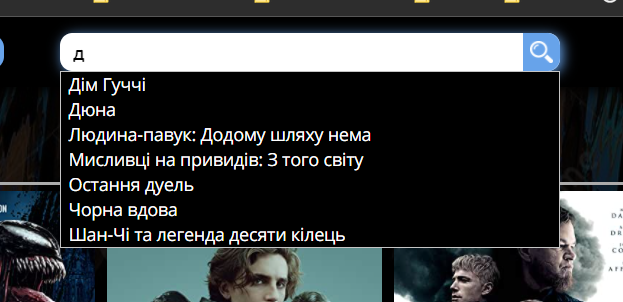 д
Дім Гуччі
Дюна
Людина-павук: Додому шляху нема
Мисливці на привидів: З того світу
Остання дуель
Чорна вдова
Шан-Чі та легенда десяти кілець